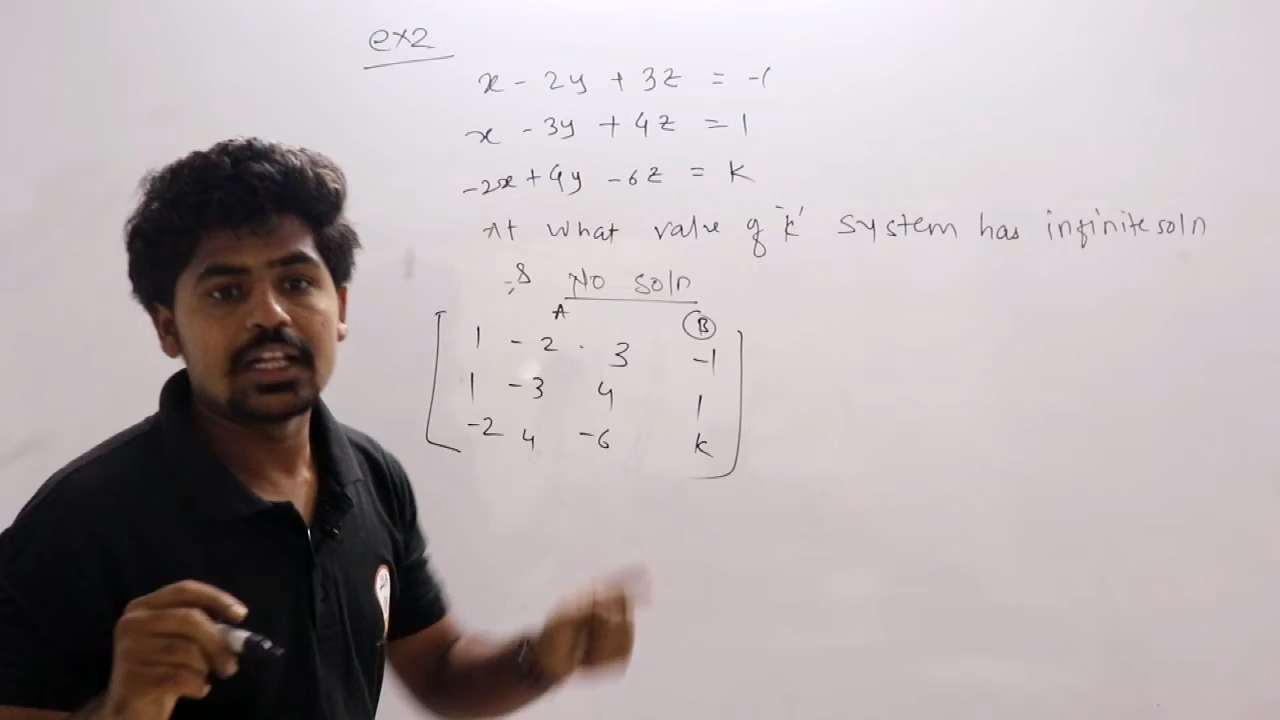 ex2
x - 2y + 3z = -1
x - 3y + 4z = 1
-2x + 4y - 6z = k
At what value of 'k' system has infinite soln
& No soln
A B
1 -2 3 -1
1 -3 4 1
-2 4 -6 k